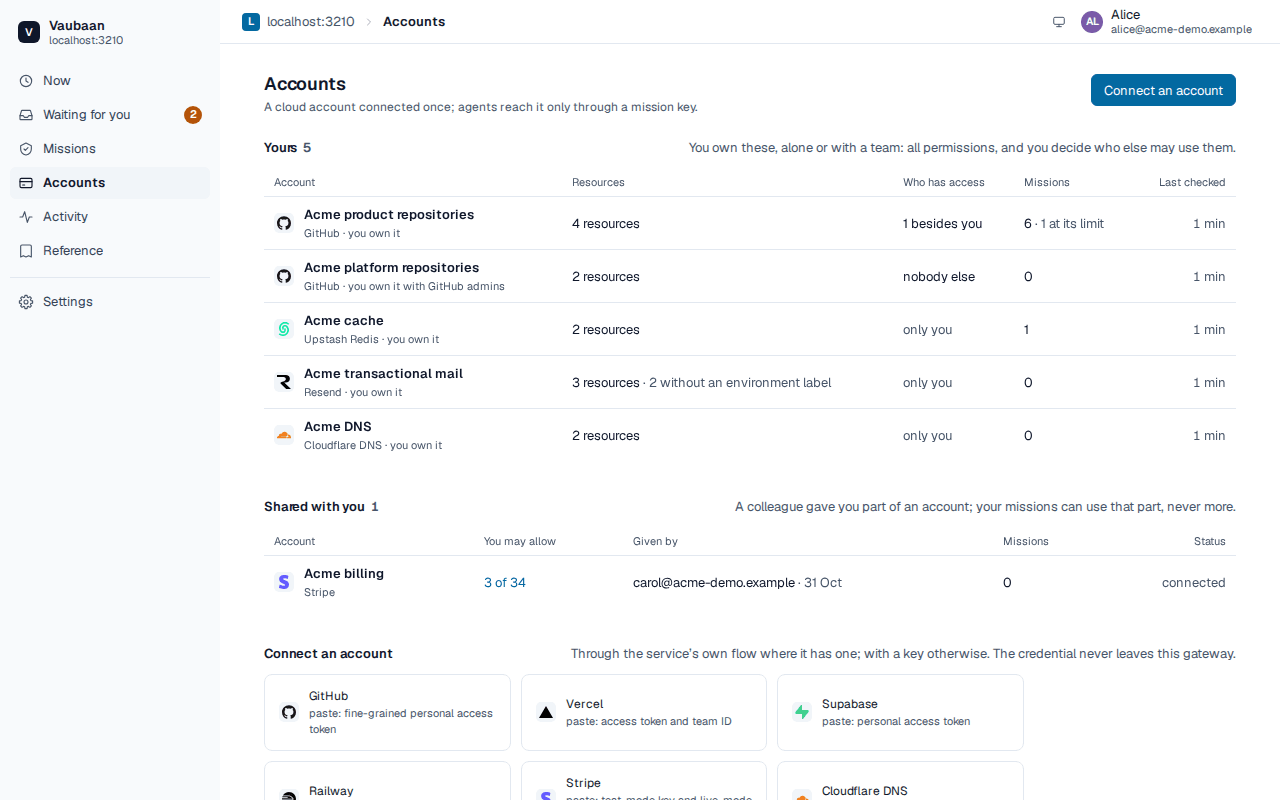 V
Vaubaan
localhost:3210
Now
Waiting for you
2
Missions
Accounts
Activity
Reference
Settings
L localhost:3210 Accounts
AL
Alice
alice@acme-demo.example
Accounts
A cloud account connected once; agents reach it only through a mission key.
Connect an account
Yours 5
You own these, alone or with a team: all permissions, and you decide who else may use them.
Account Resources Who has access Missions Last checked
Acme product repositories
GitHub · you own it
4 resources 1 besides you 6 · 1 at its limit 1 min
Acme platform repositories
GitHub · you own it with GitHub admins
2 resources nobody else 0 1 min
Acme cache
Upstash Redis · you own it
2 resources only you 1 1 min
Acme transactional mail
Resend · you own it
3 resources · 2 without an environment label only you 0 1 min
Acme DNS
Cloudflare DNS · you own it
2 resources only you 0 1 min
Shared with you 1
A colleague gave you part of an account; your missions can use that part, never more.
Account You may allow Given by Missions Status
Acme billing
Stripe
3 of 34 carol@acme-demo.example · 31 Oct 0 connected
Connect an account
Through the service's own flow where it has one; with a key otherwise. The credential never leaves this gateway.
GitHub
paste: fine-grained personal access
token
Vercel
paste: access token and team ID
Supabase
paste: personal access token
Railway
Stripe
paste: test-mode key and live-mode
Cloudflare DNS